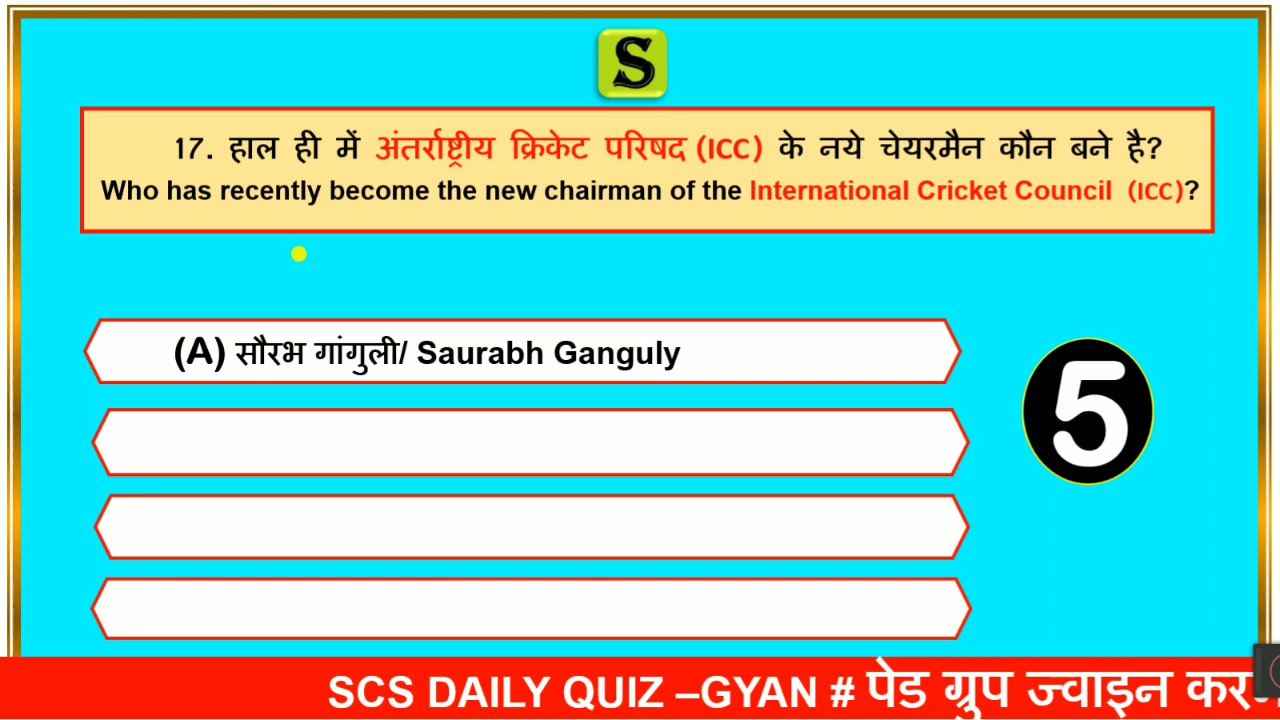 S
17. हाल ही में अंतर्राष्ट्रीय क्रिकेट परिषद (ICC) के नये चेयरमैन कौन बने है?
Who has recently become the new chairman of the International Cricket Council (ICC)?
(A) सौरभ गांगुली/ Saurabh Ganguly
5
SCS DAILY QUIZ –GYAN # पेड ग्रुप ज्वाइन